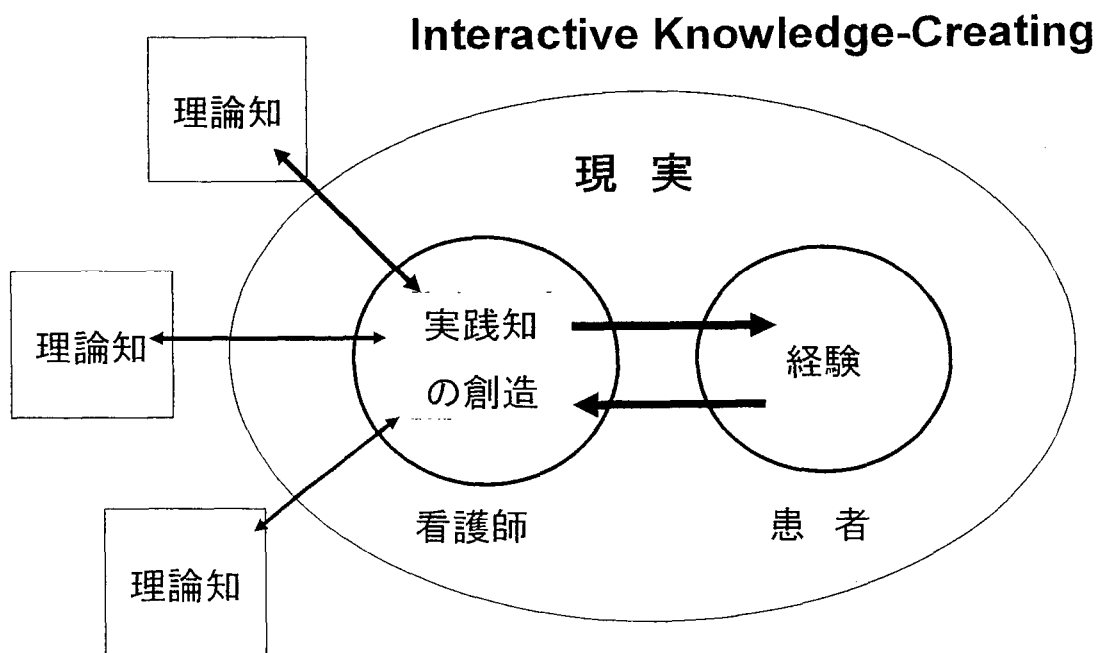 Interactive Knowledge-Creating
理論知
現 実
理論知
実践知
の創造
経験
理論知
看護師
患 者